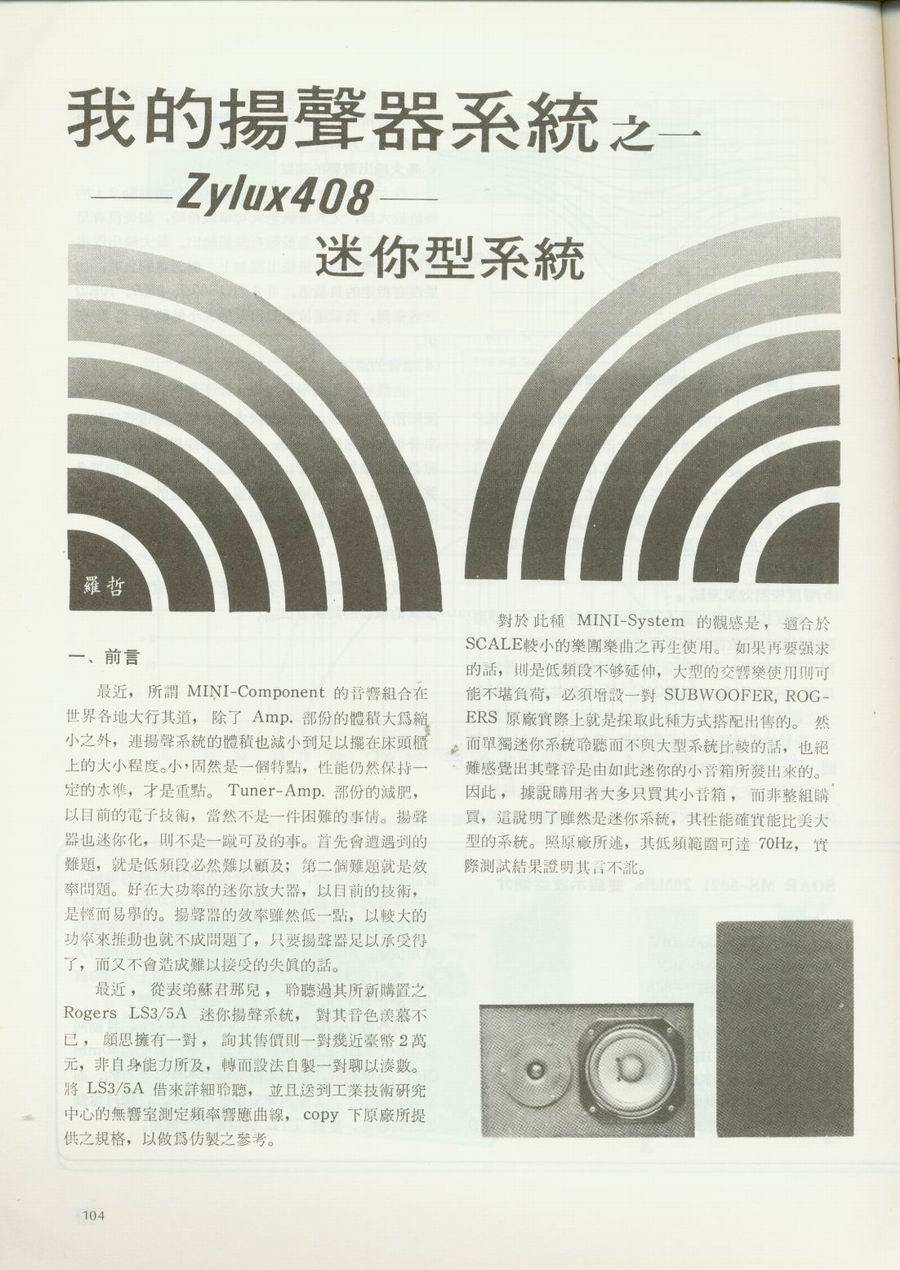 我的揚聲器系統之一
Zylux408
迷你型系統
羅哲
一、前言
最近，所謂 MINI-Component 的音響組合在
世界各地大行其道，除了 Amp. 部份的體積大爲縮
小之外，連揚聲系統的體積也減小到足以擺在床頭櫃
上的大小程度。小，固然是一個特點，性能仍然保持一
定的水準，才是重點。 Tuner-Amp. 部份的減肥，
以目前的電子技術，當然不是一件困難的事情。揚聲
器也迷你化，則不是一蹴可及的事。首先會遭遇到的
難題，就是低頻段必然難以顧及；第二個難題就是效
率問題。好在大功率的迷你放大器，以目前的技術，
是輕而易舉的。揚聲器的效率雖然低一點，以較大的
功率來推動也就不成問題了，只要揚聲器足以承受得
了，而又不會造成難以接受的失眞的話。
最近，從表弟蘇君那兒，聆聽過其所新購置之
Rogers LS3/5A 迷你揚聲系統，對其音色羨慕不
已，頗思擁有一對，詢其售價則一對幾近臺幣2萬
元，非自身能力所及，轉而設法自製一對聊以湊數。
將 LS3/5A 借來詳細聆聽，並且送到工業技術研究
中心的無響室測定頻率響應曲線，copy 下原廠所提
供之規格，以做爲仿製之參考。
對於此種 MINI-System 的觀感是，適合於
SCALE較小的樂團樂曲之再生使用。如果再要强求
的話，則是低頻段不够延伸，大型的交響樂使用則可
能不堪負荷，必須增設一對 SUBWOOFER, ROG-
ERS 原廠實際上就是採取此種方式搭配出售的。然
而單獨迷你系統聆聽而不與大型系統比較的話，也絕
難感覺出其聲音是由如此迷你的小音箱所發出來的。
因此，據說購用者大多只買其小音箱，而非整組購
買，這說明了雖然是迷你系統，其性能確實能比美大
型的系統。照原廠所述，其低頻範圍可達 70Hz，實
際測試結果證明其言不訛。
104